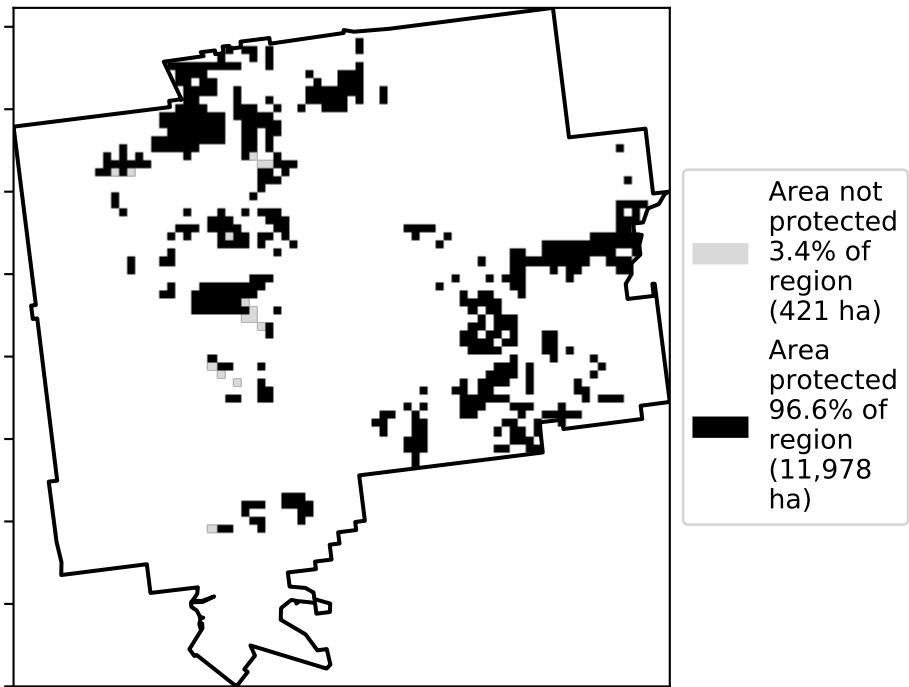 Area not
protected
3.4% of
region
(421 ha)
Area
protected
96.6% of
region
(11,978
ha)